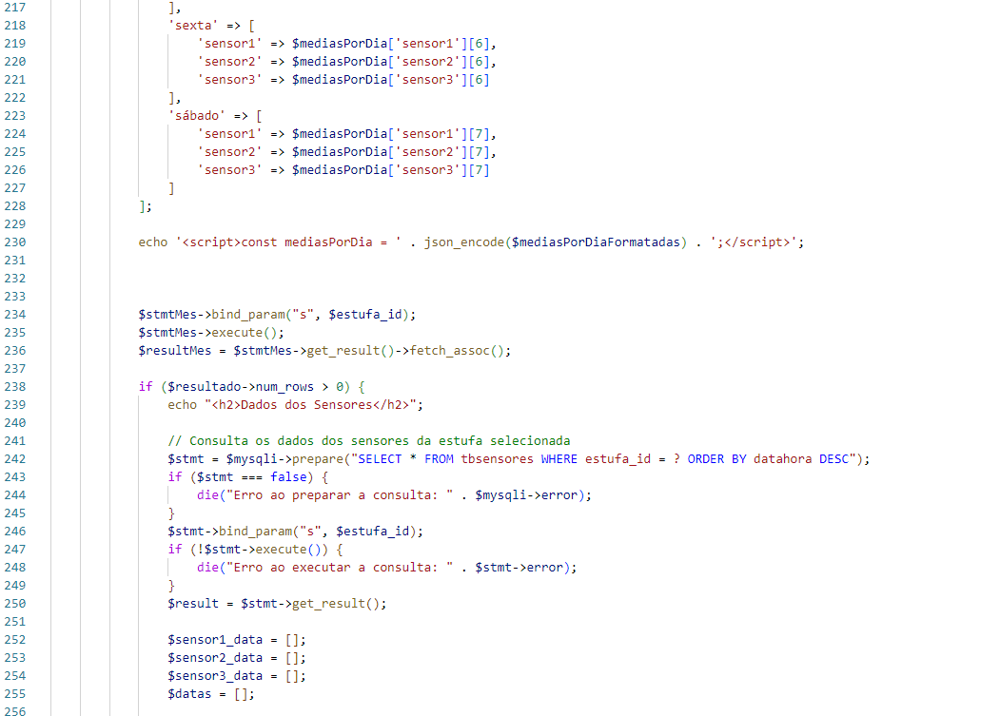 217                    ],
218                    'sexta' => [
219                        'sensor1' => $mediasPorDia['sensor1'][6],
220                        'sensor2' => $mediasPorDia['sensor2'][6],
221                        'sensor3' => $mediasPorDia['sensor3'][6]
222                    ],
223                    'sábado' => [
224                        'sensor1' => $mediasPorDia['sensor1'][7],
225                        'sensor2' => $mediasPorDia['sensor2'][7],
226                        'sensor3' => $mediasPorDia['sensor3'][7]
227                    ]
228                ];
229
230                echo '<script>const mediasPorDia = ' . json_encode($mediasPorDiaFormatadas) . ';</script>';
231
232
233
234                $stmtMes->bind_param("s", $estufa_id);
235                $stmtMes->execute();
236                $resultMes = $stmtMes->get_result()->fetch_assoc();
237
238                if ($resultado->num_rows > 0) {
239                    echo "<h2>Dados dos Sensores</h2>";
240
241                    // Consulta os dados dos sensores da estufa selecionada
242                    $stmt = $mysqli->prepare("SELECT * FROM tbsensores WHERE estufa_id = ? ORDER BY datahora DESC");
243                    if ($stmt === false) {
244                        die("Erro ao preparar a consulta: " . $mysqli->error);
245                    }
246                    $stmt->bind_param("s", $estufa_id);
247                    if (!$stmt->execute()) {
248                        die("Erro ao executar a consulta: " . $stmt->error);
249                    }
250                    $result = $stmt->get_result();
251
252                    $sensor1_data = [];
253                    $sensor2_data = [];
254                    $sensor3_data = [];
255                    $datas = [];
256